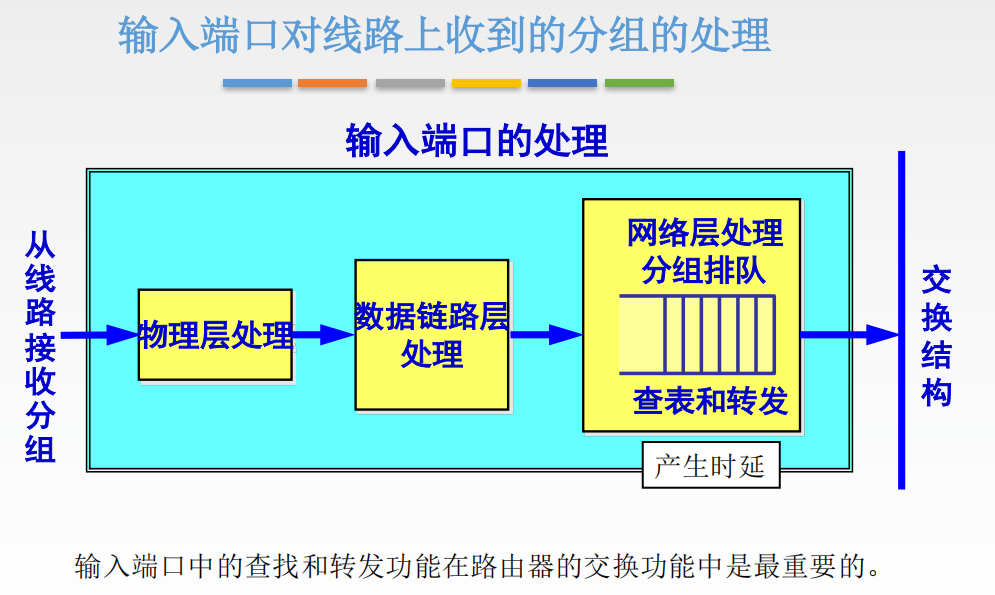 输入端口对线路上收到的分组的处理
输入端口的处理
从线路接收分组
物理层处理
数据链路层
处理
网络层处理
分组排队
查表和转发
产生时延
交换结构
输入端口中的查找和转发功能在路由器的交换功能中是最重要的。